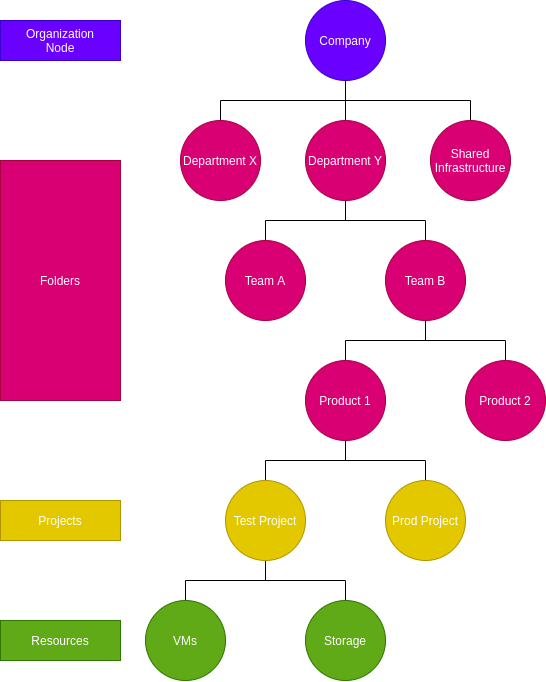 Organization
Node
Company
Department X
Department Y
Shared
Infrastructure
Folders
Team A
Team B
Product 1
Product 2
Projects
Test Project
Prod Project
Resources
VMs
Storage